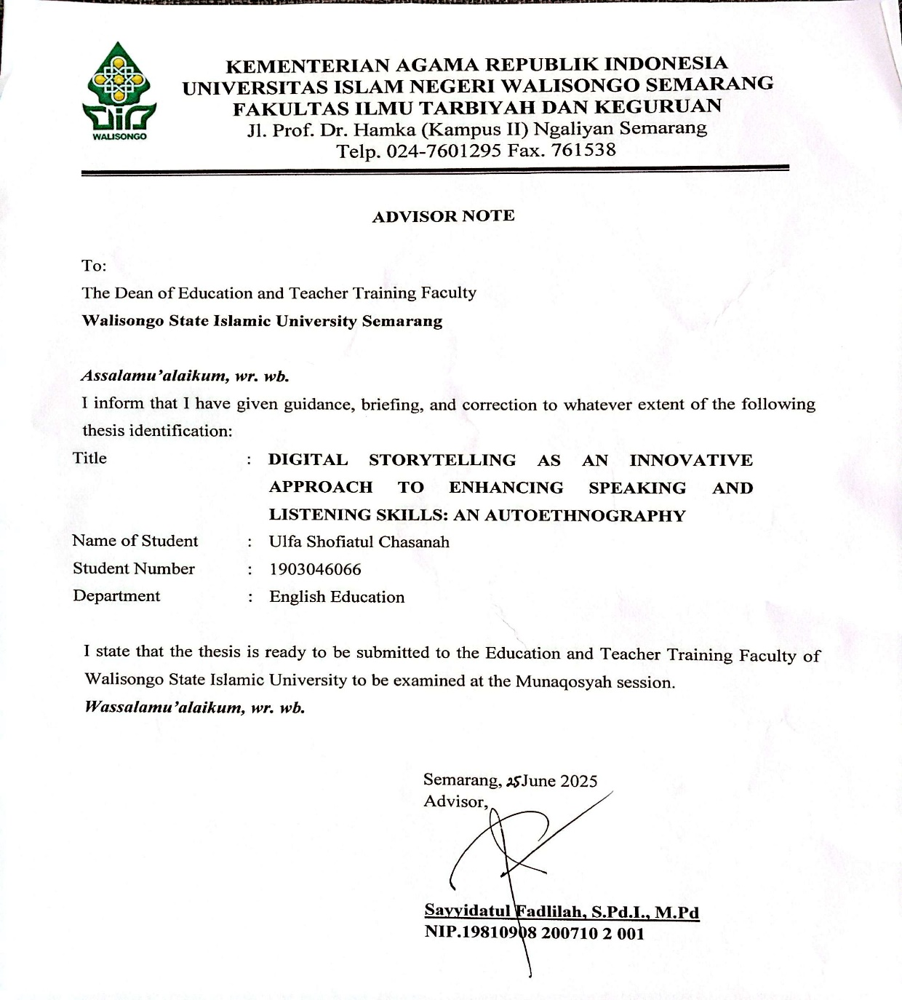 KEMENTERIAN AGAMA REPUBLIK INDONESIA
UNIVERSITAS ISLAM NEGERI WALISONGO SEMARANG
FAKULTAS ILMU TARBIYAH DAN KEGURUAN
Jl. Prof. Dr. Hamka (Kampus II) Ngaliyan Semarang
Telp. 024-7601295 Fax. 761538
WALISONGO
ADVISOR NOTE
To:
The Dean of Education and Teacher Training Faculty
Walisongo State Islamic University Semarang
Assalamu’alaikum, wr. wb.
I inform that I have given guidance, briefing, and correction to whatever extent of the following
thesis identification:
Title : DIGITAL STORYTELLING AS AN INNOVATIVE
APPROACH TO ENHANCING SPEAKING AND
LISTENING SKILLS: AN AUTOETHNOGRAPHY
Name of Student : Ulfa Shofiatul Chasanah
Student Number : 1903046066
Department : English Education
I state that the thesis is ready to be submitted to the Education and Teacher Training Faculty of
Walisongo State Islamic University to be examined at the Munaqosyah session.
Wassalamu’alaikum, wr. wb.
Semarang, 25 June 2025
Advisor,
Sayyidatul Fadlilah, S.Pd.I., M.Pd
NIP.19810908 200710 2 001